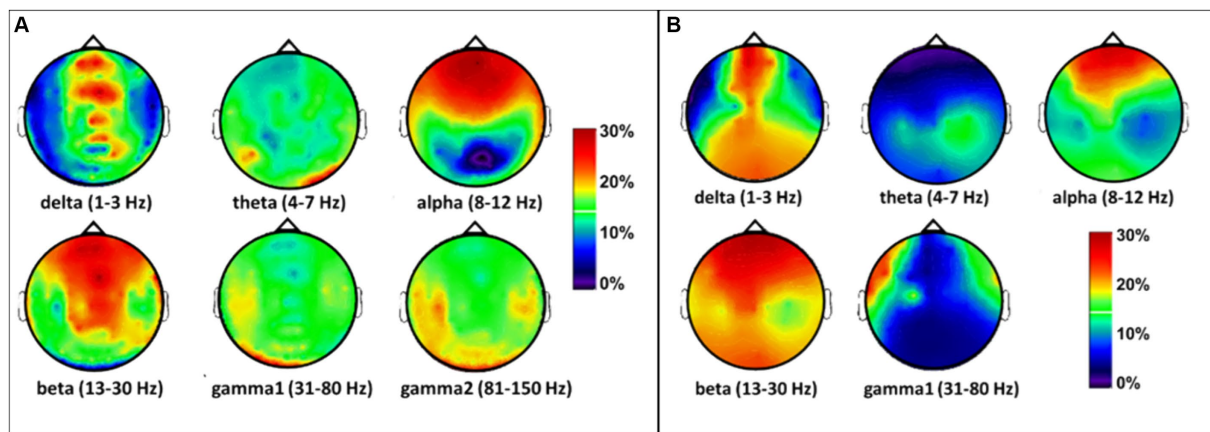 A
delta (1-3 Hz)
theta (4-7 Hz)
alpha (8-12 Hz)
30%
20%
10%
0%
beta (13-30 Hz)
gamma1 (31-80 Hz)
gamma2 (81-150 Hz)
B
delta (1-3 Hz)
theta (4-7 Hz)
alpha (8-12 Hz)
beta (13-30 Hz)
gamma1 (31-80 Hz)
30%
20%
10%
0%